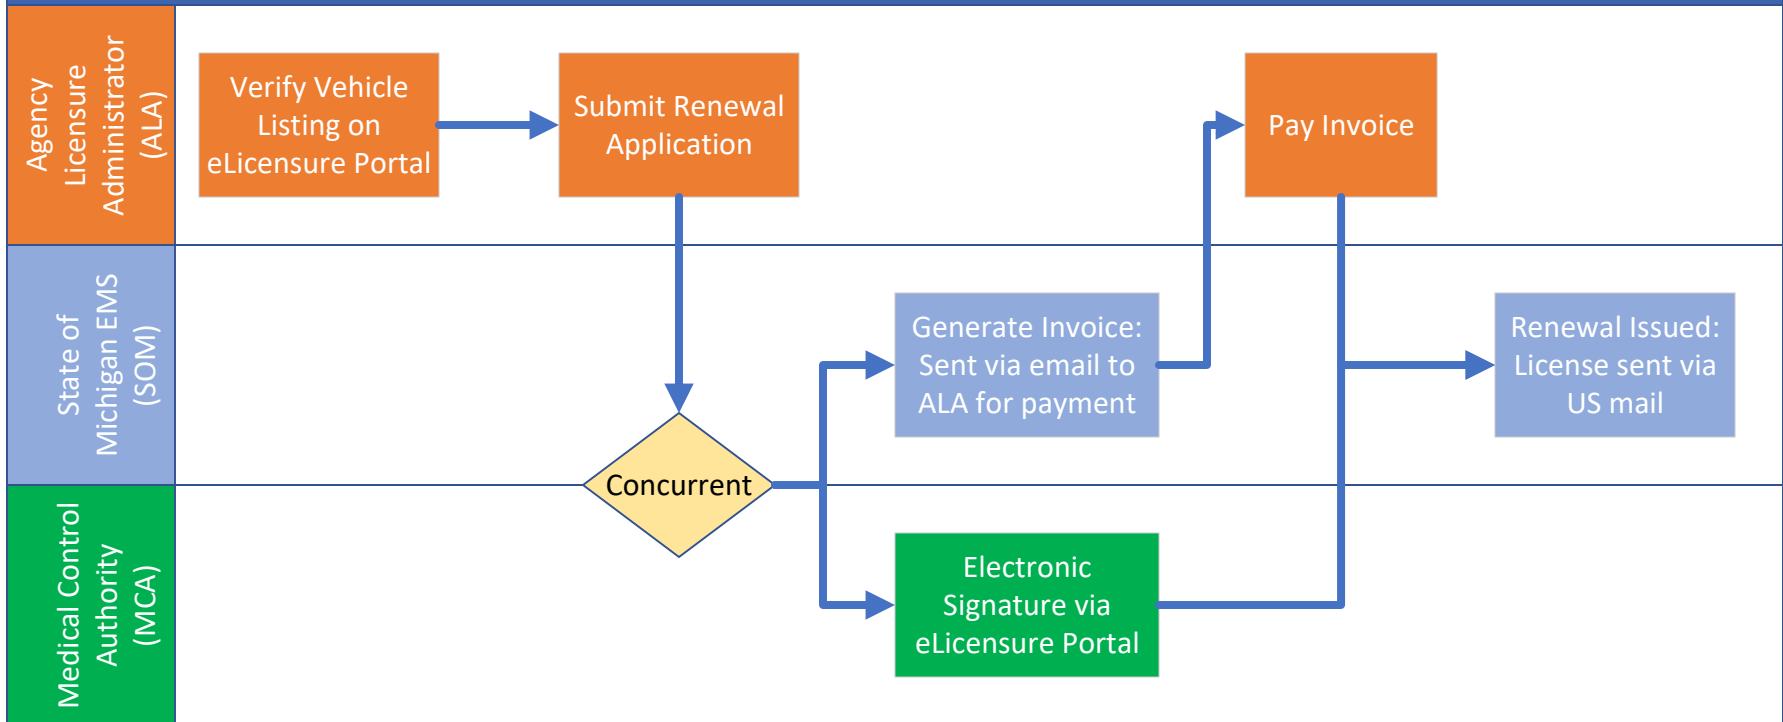 Agency
Licensure
Administrator
(ALA)
Verify Vehicle
Listing on
eLicensure Portal
Submit Renewal
Application
Pay Invoice
State of
Michigan EMS
(SOM)
Generate Invoice:
Sent via email to
ALA for payment
Renewal Issued:
License sent via
US mail
Concurrent
Medical Control
Authority
(MCA)
Electronic
Signature via
eLicensure Portal